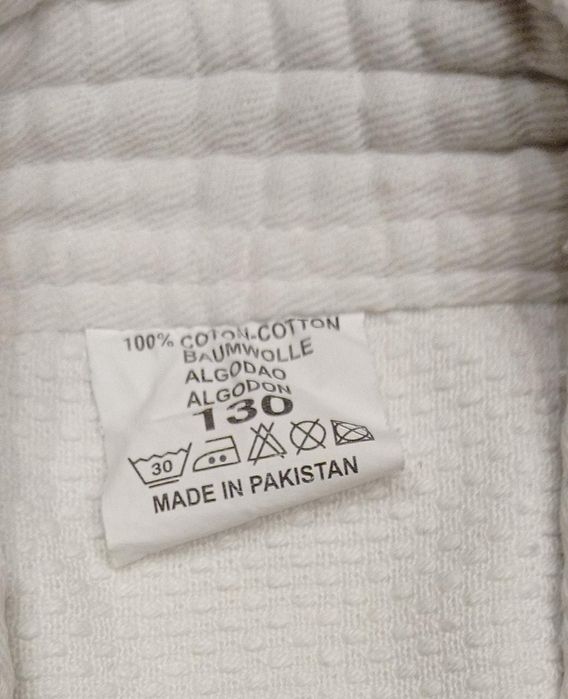 100% COTON-COTTON
BAUMWOLLE
ALGODAO
ALGODON
130
30
MADE IN PAKISTAN